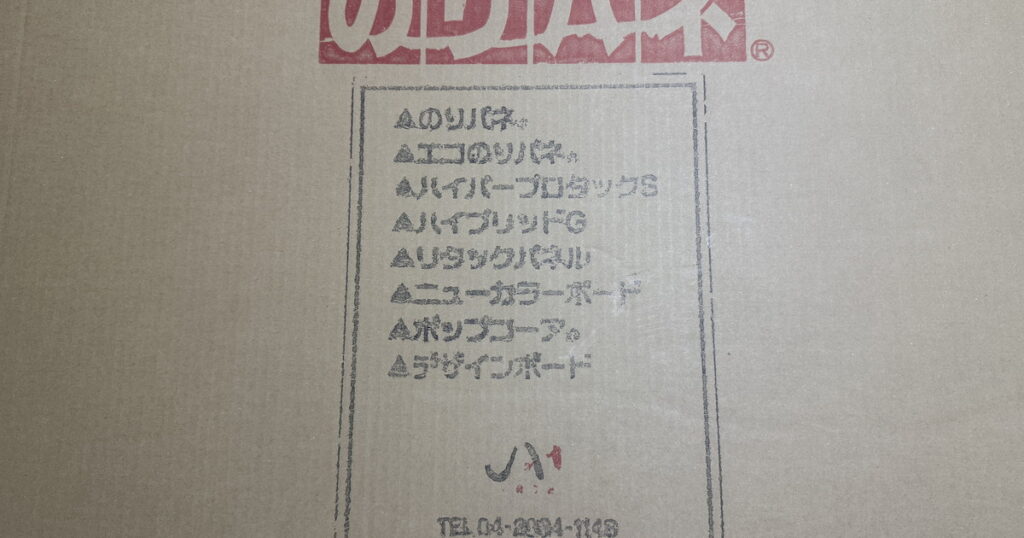 のりパネ®
▲のりパネ。
▲エコのりパネ。
▲ハイパープロタックS
▲ハイブリッドG
▲リタックパネル
▲ニューカラーボード
▲ポップコーア。
▲デザインボード
TEL 04-2004-1148